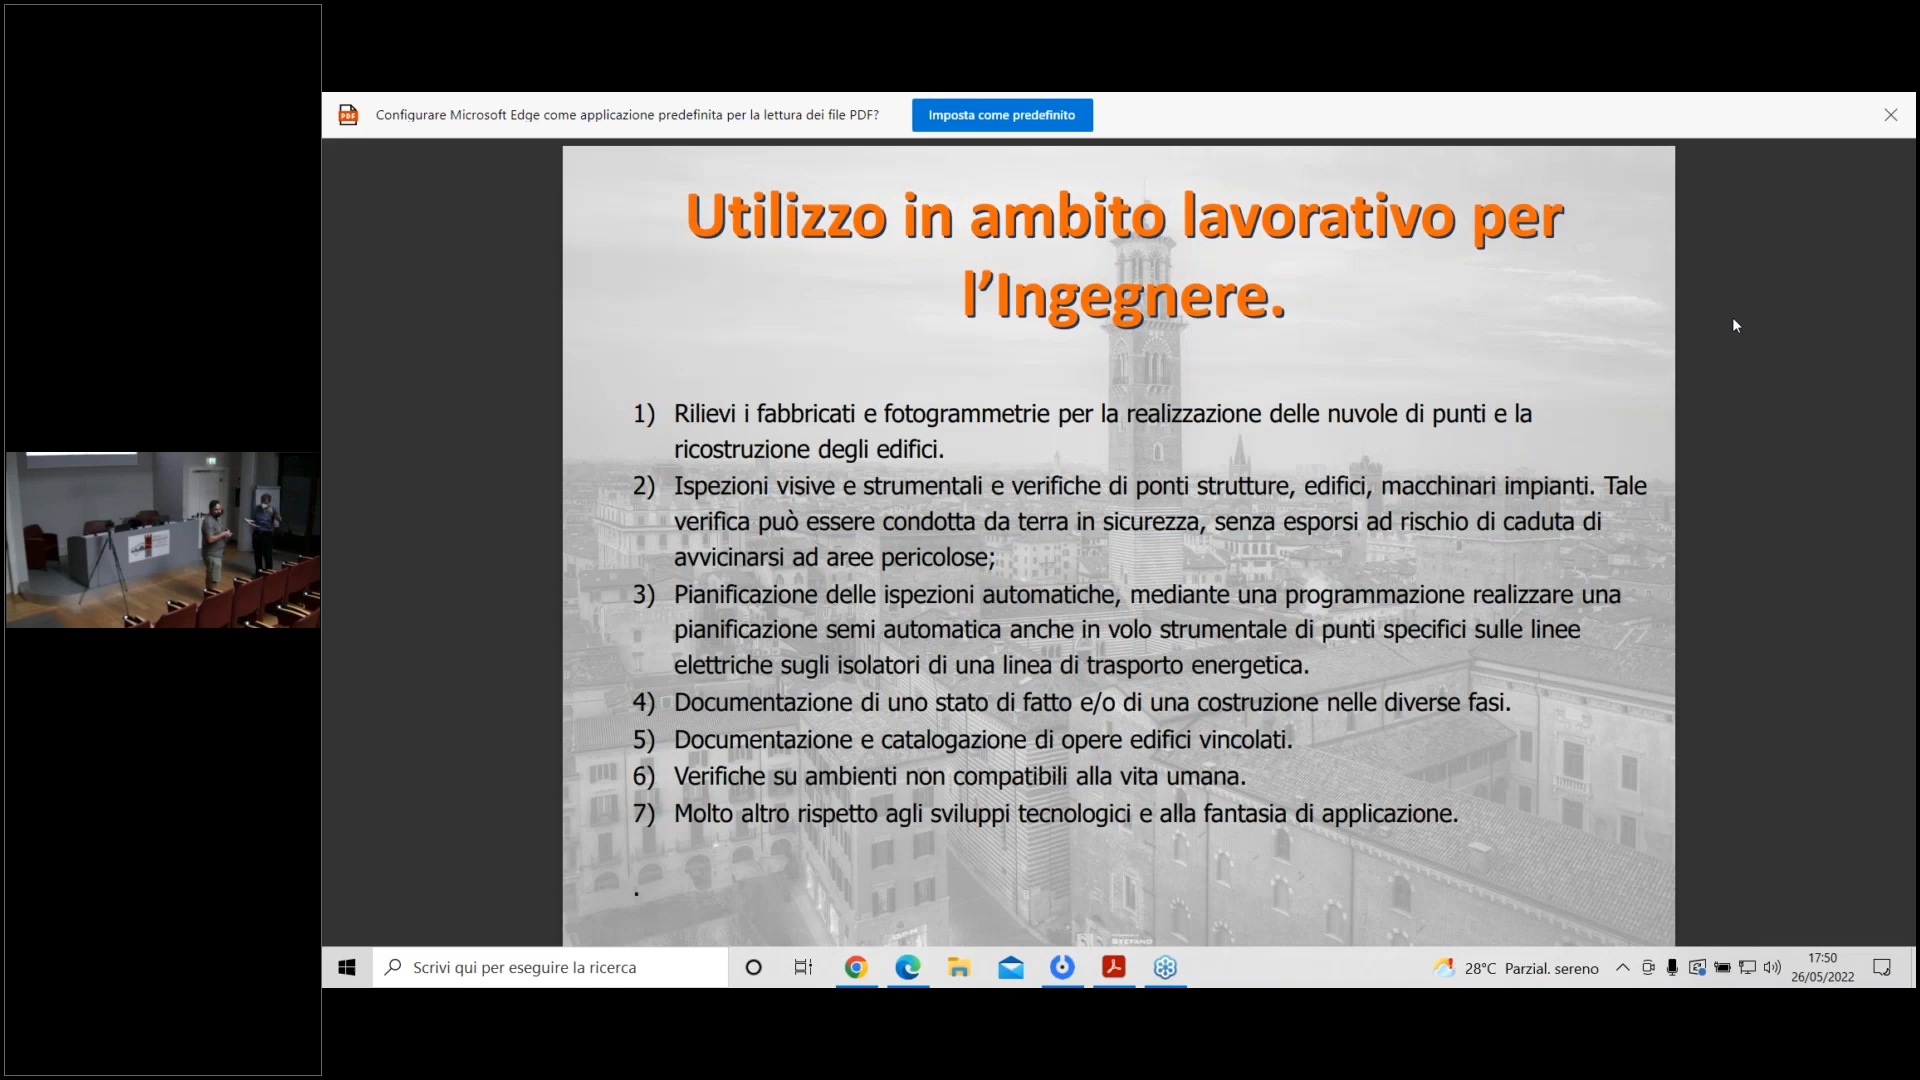 Configurare Microsoft Edge come applicazione predefinita per la lettura dei file PDF?
Imposta come predefinito
Utilizzo in ambito lavorativo per
l’Ingegnere.
1) Rilievi i fabbricati e fotogrammetrie per la realizzazione delle nuvole di punti e la
ricostruzione degli edifici.
2) Ispezioni visive e strumentali e verifiche di ponti strutture, edifici, macchinari impianti. Tale
verifica può essere condotta da terra in sicurezza, senza esporsi ad rischio di caduta di
avvicinarsi ad aree pericolose;
3) Pianificazione delle ispezioni automatiche, mediante una programmazione realizzare una
pianificazione semi automatica anche in volo strumentale di punti specifici sulle linee
elettriche sugli isolatori di una linea di trasporto energetica.
4) Documentazione di uno stato di fatto e/o di una costruzione nelle diverse fasi.
5) Documentazione e catalogazione di opere edifici vincolati.
6) Verifiche su ambienti non compatibili alla vita umana.
7) Molto altro rispetto agli sviluppi tecnologici e alla fantasia di applicazione.
.
STEFANO
Scrivi qui per eseguire la ricerca
28°C Parzial. sereno
17:50
26/05/2022